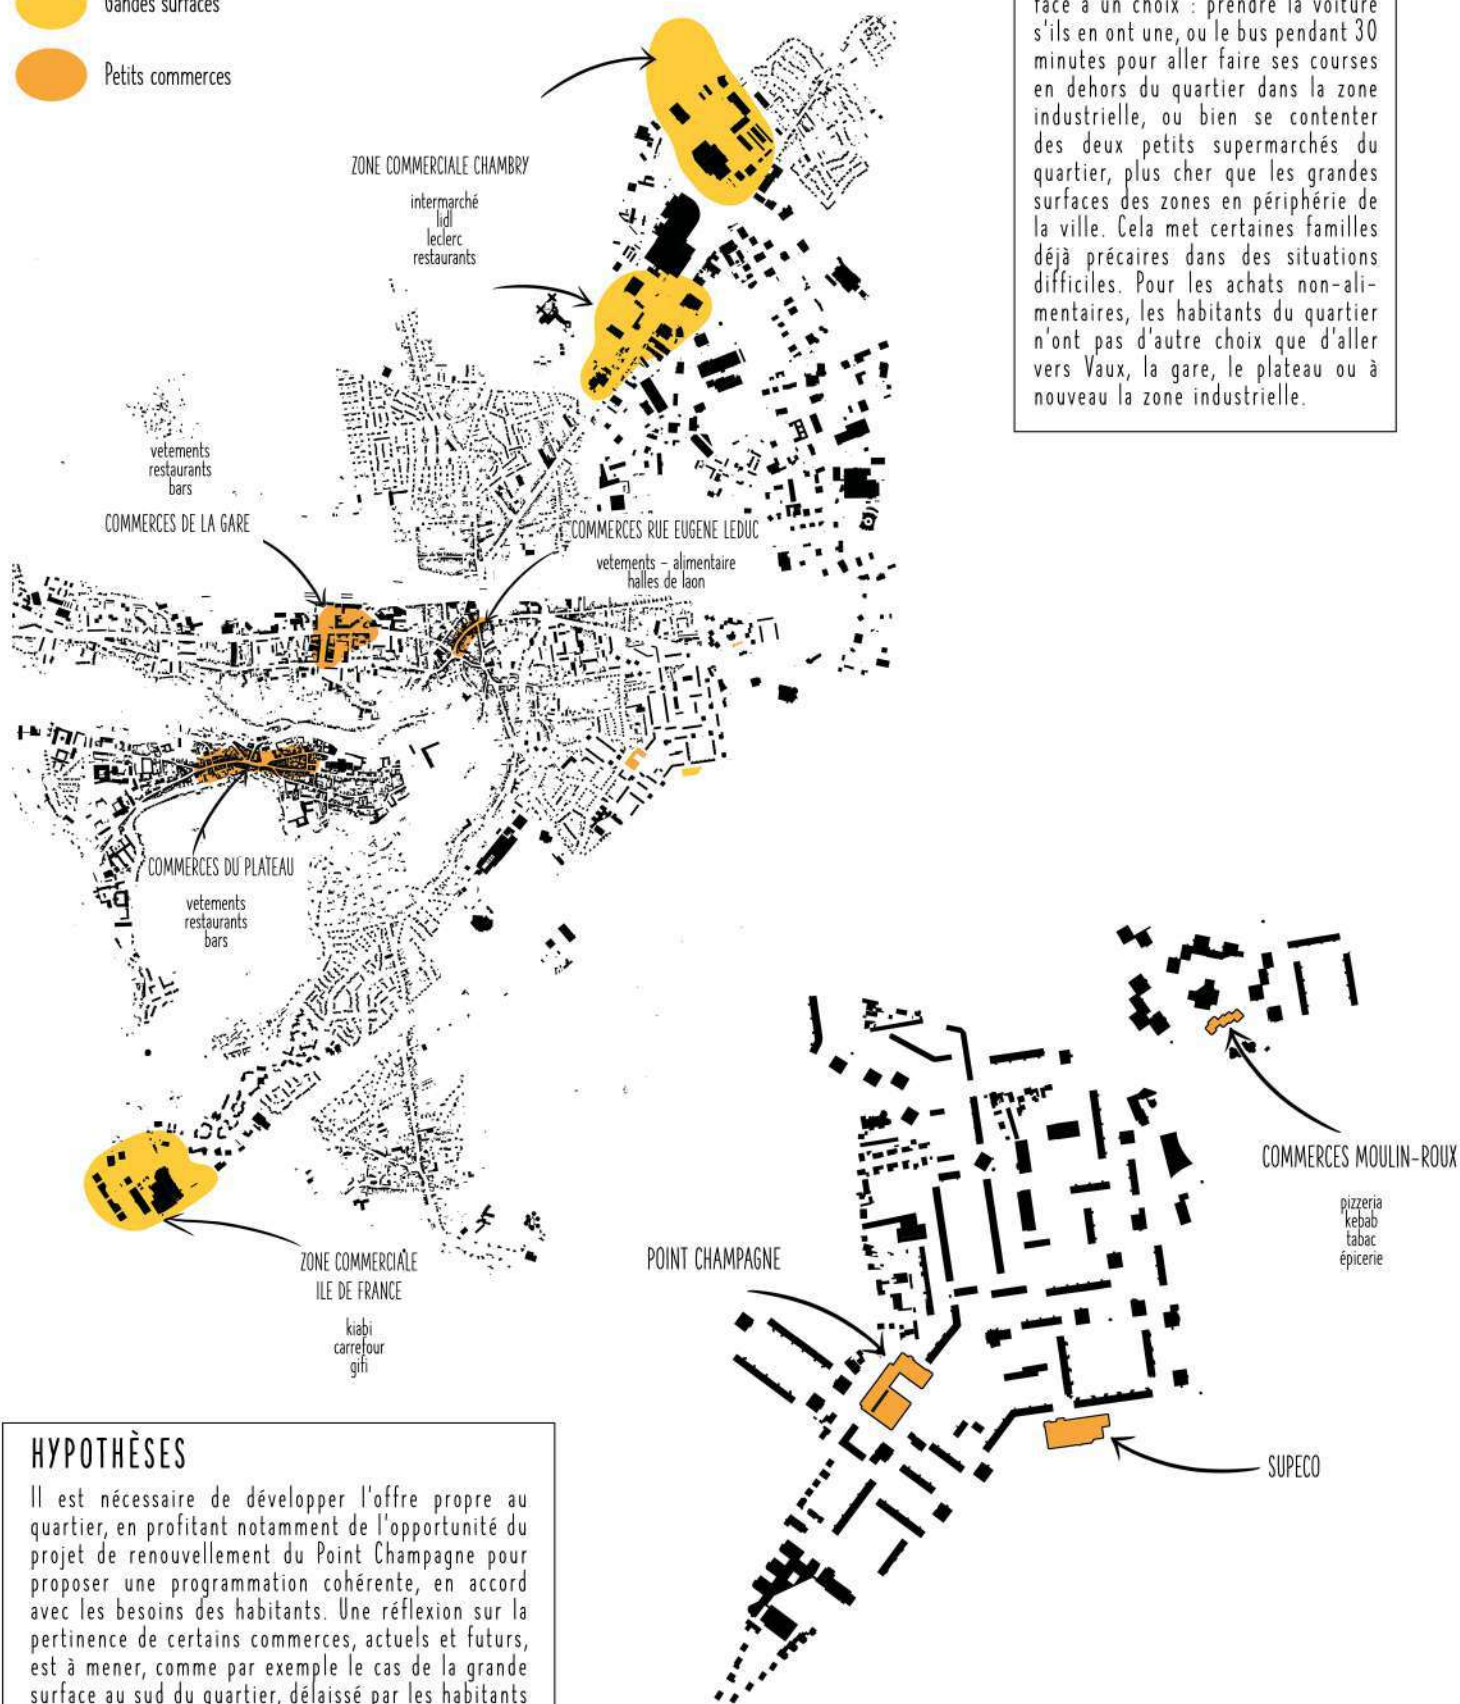 Gandes surfaces
Petits commerces
face à un choix : prendre la voiture
s'ils en ont une, ou le bus pendant 30
minutes pour aller faire ses courses
en dehors du quartier dans la zone
industrielle, ou bien se contenter
des deux petits supermarchés du
quartier, plus cher que les grandes
surfaces des zones en périphérie de
la ville. Cela met certaines familles
déjà précaires dans des situations
difficiles. Pour les achats non-ali-
mentaires, les habitants du quartier
n'ont pas d'autre choix que d'aller
vers Vaux, la gare, le plateau ou à
nouveau la zone industrielle.
ZONE COMMERCIALE CHAMBRY
intermarché
lidl
leclerc
restaurants
vetements
restaurants
bars
COMMERCES DE LA GARE
COMMERCES RUE EUGENE LEDUC
vetements - alimentaire
halles de laon
COMMERCES DU PLATEAU
vetements
restaurants
bars
ZONE COMMERCIALE
ILE DE FRANCE
kiabi
carrefour
gifi
COMMERCES MOULIN-ROUX
pizzeria
kebab
tabac
épicerie
POINT CHAMPAGNE
SUPECO
HYPOTHÈSES
Il est nécessaire de développer l'offre propre au
quartier, en profitant notamment de l'opportunité du
projet de renouvellement du Point Champagne pour
proposer une programmation cohérente, en accord
avec les besoins des habitants. Une réflexion sur la
pertinence de certains commerces, actuels et futurs,
est à mener, comme par exemple le cas de la grande
surface au sud du quartier, délaissé par les habitants